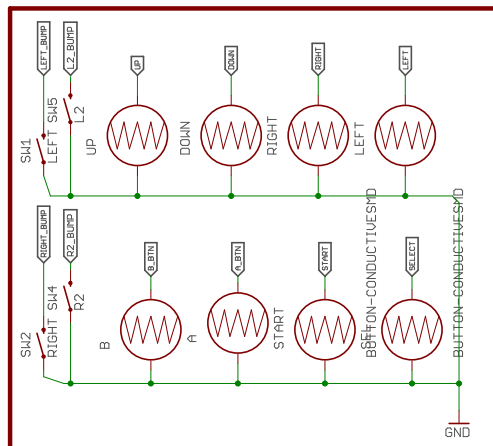 LEFT_BUMP
L2_BUMP
UP
DOWN
RIGHT
LEFT
SW1
LEFT
SW5
L2
UP
DOWN
RIGHT
LEFT
BUTTON-CONDUCTIVESMD
BUTTON-CONDUCTIVESMD
RIGHT_BUMP
R2_BUMP
B_BTN
A_BTN
START
SELECT
SW2
RIGHT
SW4
R2
B
A
START
SEL
GND